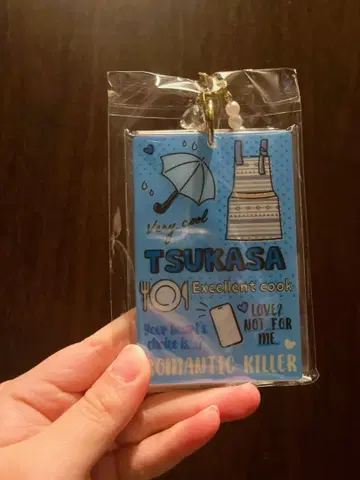 Very cool
TSUKASA
Excellent cook
LOVE?
NOT FOR
ME.
Your heart's
choice is...
ROMANTIC KILLER